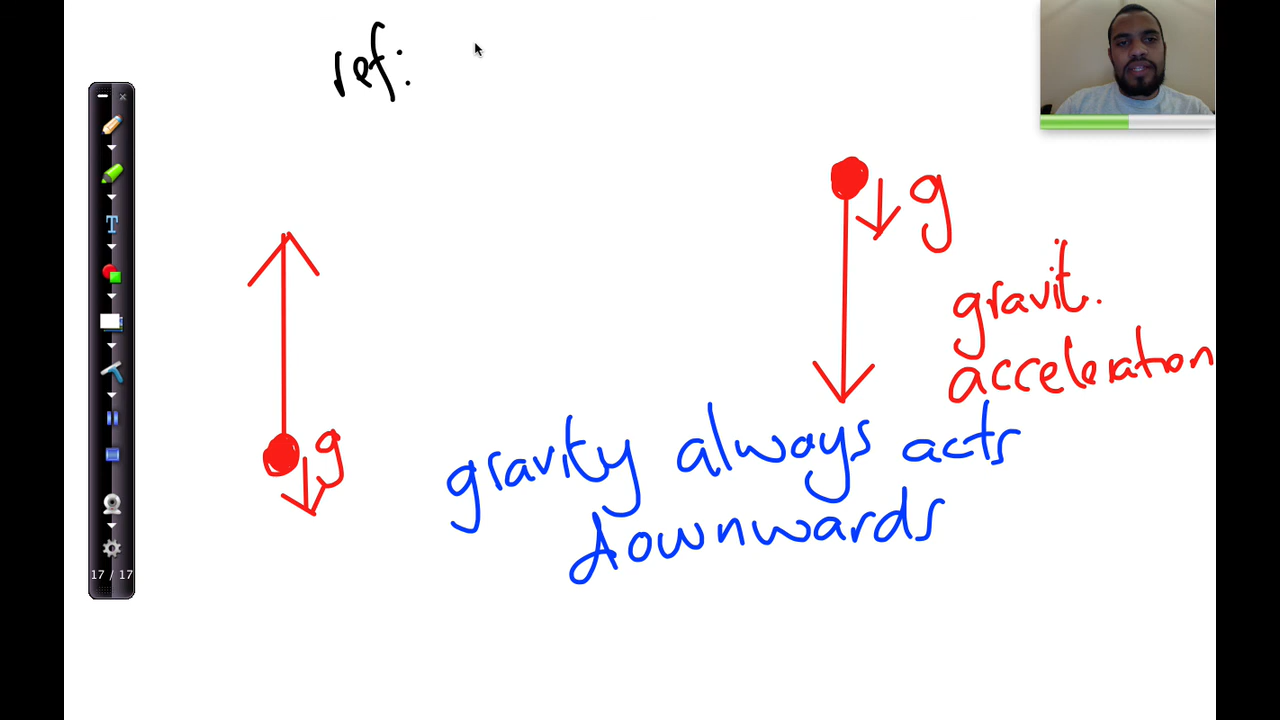 ref:
g
gravit.
acceleration
g
gravity always acts
downwards
T
17 / 17